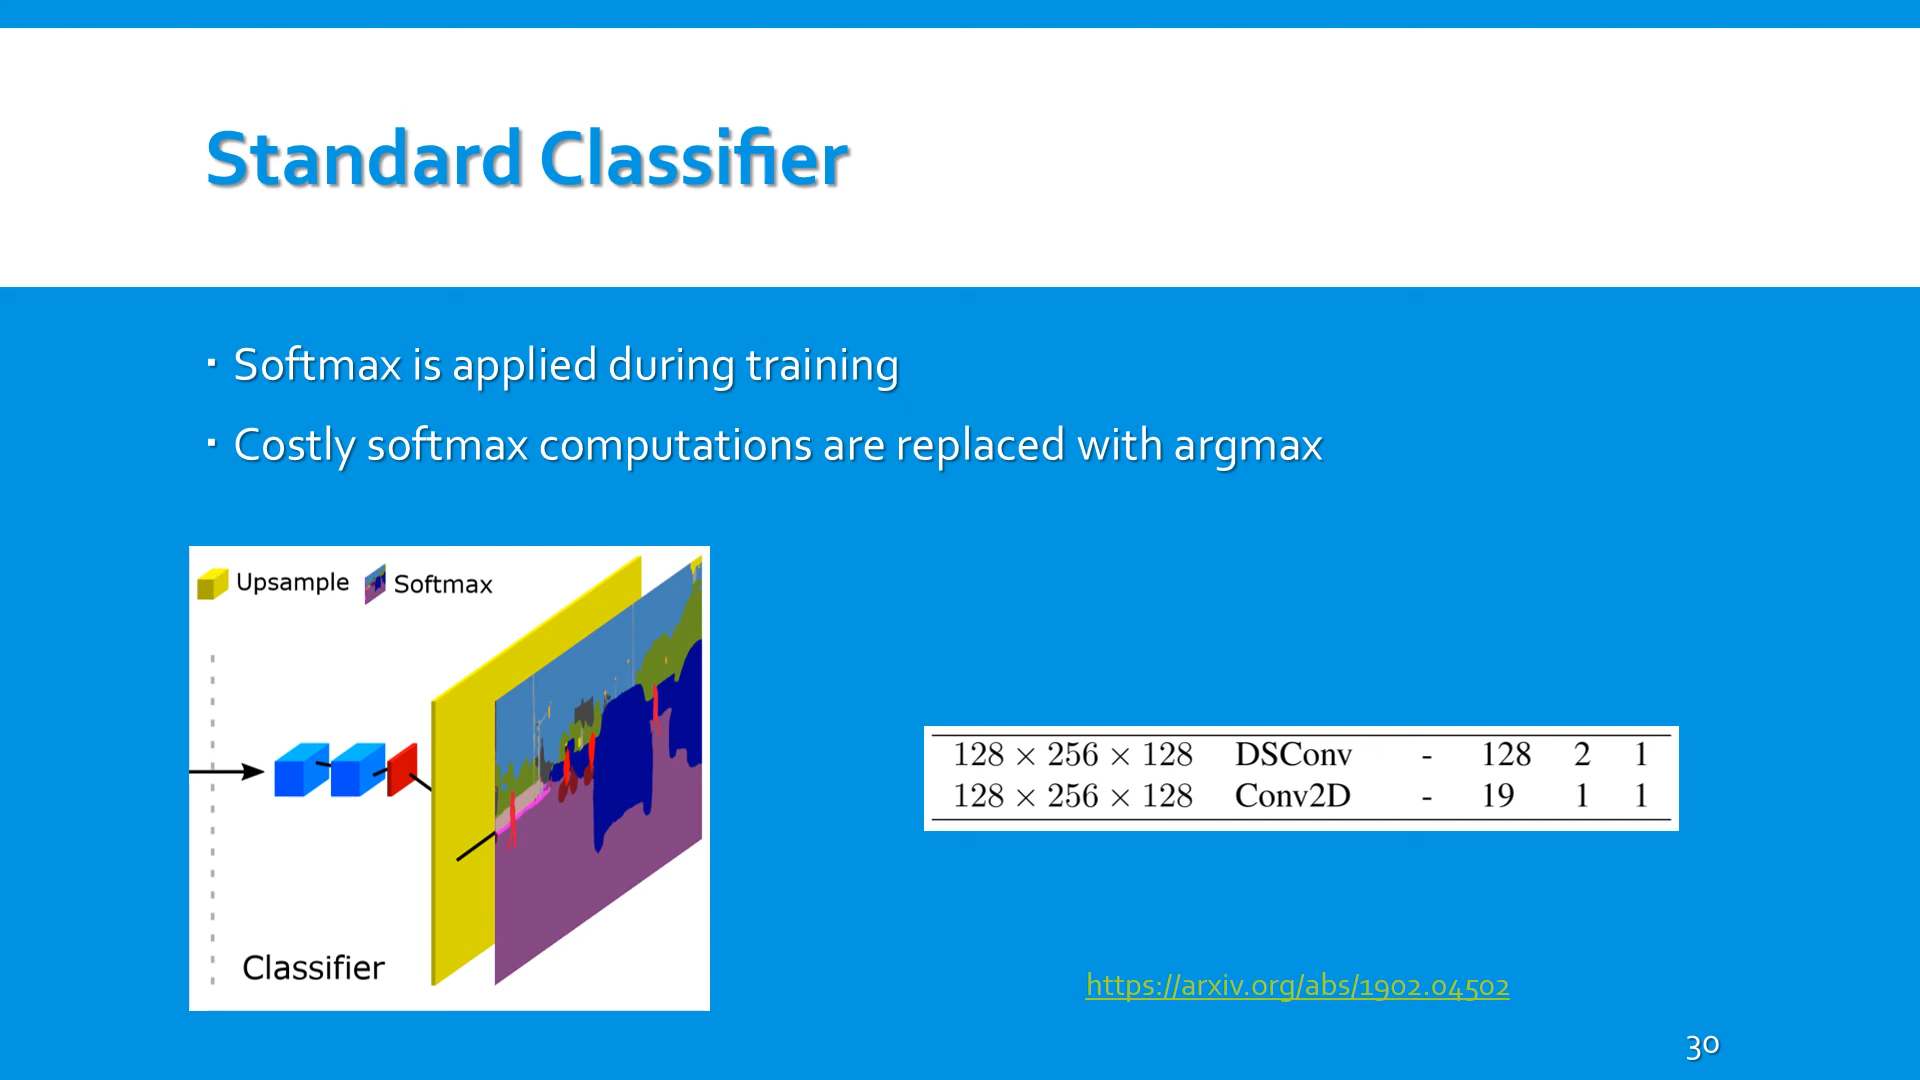 Standard Classifier
▪ Softmax is applied during training
▪ Costly softmax computations are replaced with argmax
Upsample Softmax
Classifier
128 × 256 × 128 DSConv - 128 2 1
128 × 256 × 128 Conv2D - 19 1 1
https://arxiv.org/abs/1902.04502
30